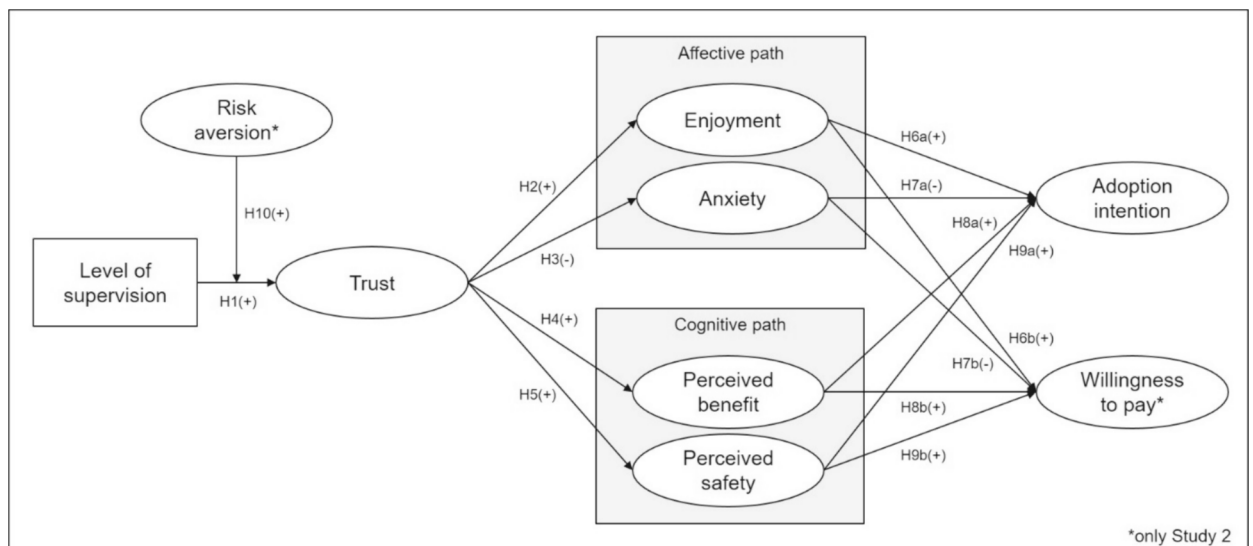 Affective path
Risk
aversion*
Enjoyment
H6a(+)
H2(+)
H7a(-)
Anxiety
Adoption
intention
H10(+)
H8a(+)
H3(-)
H9a(+)
Level of
supervision
H1(+)
Trust
H4(+)
Cognitive path
H6b(+)
H5(+)
Perceived
benefit
H7b(-)
Willingness
to pay*
H8b(+)
Perceived
safety
H9b(+)
*only Study 2